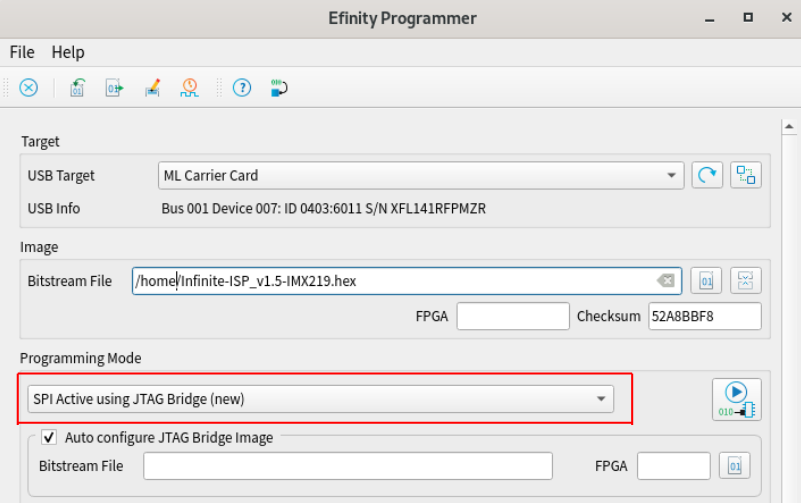 Efinity Programmer
File Help
Target
USB Target ML Carrier Card
USB Info Bus 001 Device 007: ID 0403:6011 S/N XFL141RFPMZR
Image
Bitstream File /home/Infinite-ISP_v1.5-IMX219.hex
FPGA Checksum 52A8BBF8
Programming Mode
SPI Active using JTAG Bridge (new)
Auto configure JTAG Bridge Image
Bitstream File FPGA